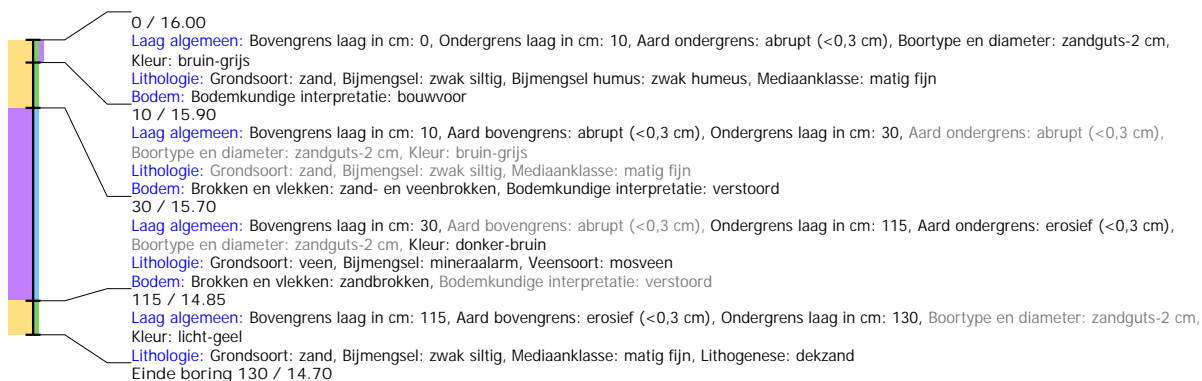 0 / 16.00
Laag algemeen: Bovengrens laag in cm: 0, Ondergrens laag in cm: 10, Aard ondergrens: abrupt (<0,3 cm), Boortype en diameter: zandguts-2 cm,
Kleur: bruin-grijs
Lithologie: Grondsoort: zand, Bijmengsel: zwak siltig, Bijmengsel humus: zwak humeus, Mediaanklasse: matig fijn
Bodem: Bodemkundige interpretatie: bouwvoor
10 / 15.90
Laag algemeen: Bovengrens laag in cm: 10, Aard bovengrens: abrupt (<0,3 cm), Ondergrens laag in cm: 30, Aard ondergrens: abrupt (<0,3 cm),
Boortype en diameter: zandguts-2 cm, Kleur: bruin-grijs
Lithologie: Grondsoort: zand, Bijmengsel: zwak siltig, Mediaanklasse: matig fijn
Bodem: Brokken en vlekken: zand- en veenbrokken, Bodemkundige interpretatie: verstoord
30 / 15.70
Laag algemeen: Bovengrens laag in cm: 30, Aard bovengrens: abrupt (<0,3 cm), Ondergrens laag in cm: 115, Aard ondergrens: erosief (<0,3 cm),
Boortype en diameter: zandguts-2 cm, Kleur: donker-bruin
Lithologie: Grondsoort: veen, Bijmengsel: mineraalarm, Veensoort: mosveen
Bodem: Brokken en vlekken: zandbrokken, Bodemkundige interpretatie: verstoord
115 / 14.85
Laag algemeen: Bovengrens laag in cm: 115, Aard bovengrens: erosief (<0,3 cm), Ondergrens laag in cm: 130, Boortype en diameter: zandguts-2 cm,
Kleur: licht-geel
Lithologie: Grondsoort: zand, Bijmengsel: zwak siltig, Mediaanklasse: matig fijn, Lithogenese: dekzand
Einde boring 130 / 14.70